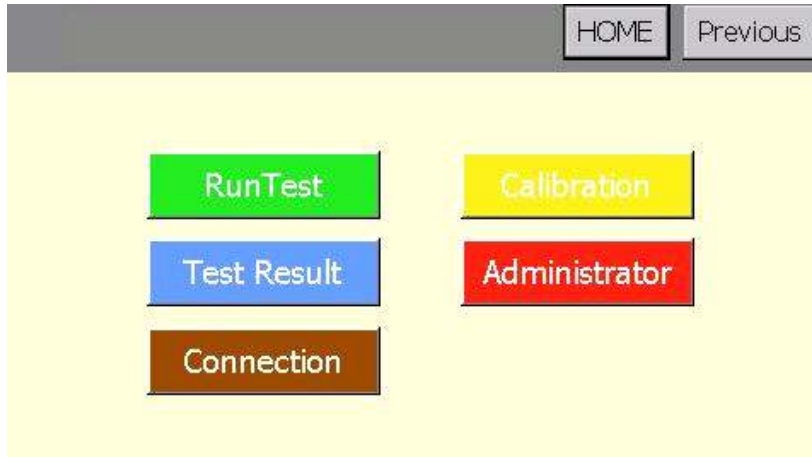 HOME Previous
RunTest Calibration
Test Result Administrator
Connection